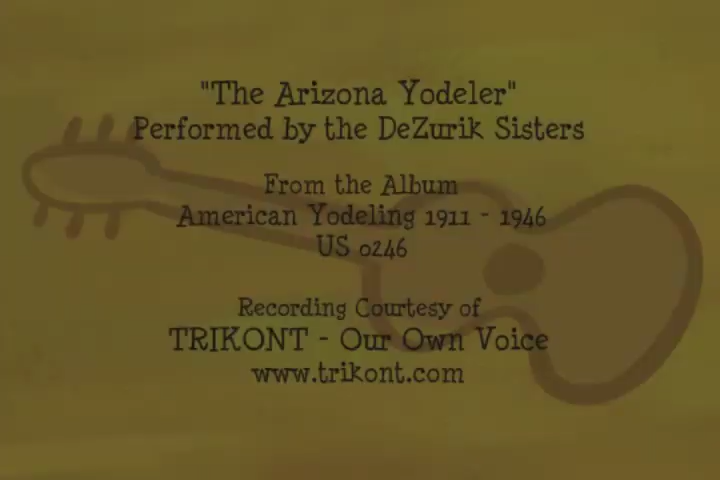 "The Arizona Yodeler"
Performed by the DeZurik Sisters
From the Album
American Yodeling 1911 - 1946
US 0246
Recording Courtesy of
TRIKONT - Our Own Voice
www.trikont.com